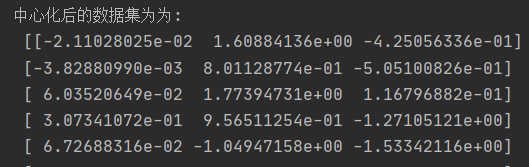 中心化后的数据集为为:
[[-2.11028025e-02 1.60884136e+00 -4.25056336e-01]
[-3.82880990e-03 8.01128774e-01 -5.05100826e-01]
[ 6.03520649e-02 1.77394731e+00 1.16796882e-01]
[ 3.07341072e-01 9.56511254e-01 -1.27105121e+00]
[ 6.72688316e-02 -1.04947158e+00 -1.53342116e+00]